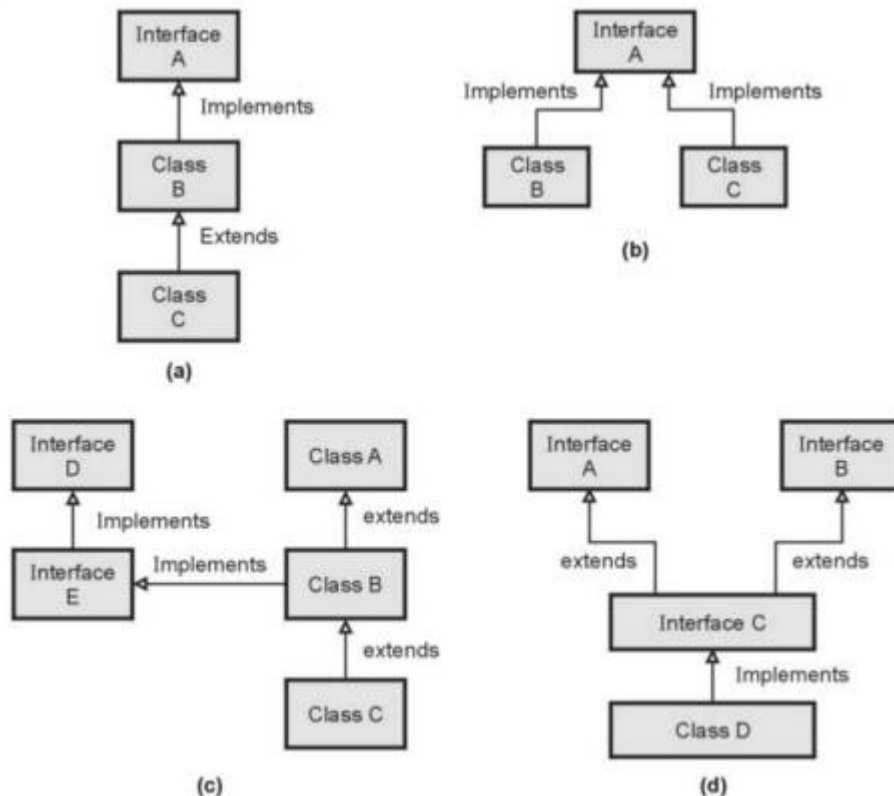 Interface
A
Implements
Class
B
Extends
Class
C
(a)
Interface
A
Implements
Implements
Class
B
Class
C
(b)
Interface
D
Implements
Interface
E
Implements
Class A
extends
Class B
extends
Class C
(c)
Interface
A
Interface
B
extends
extends
Interface C
Implements
Class D
(d)